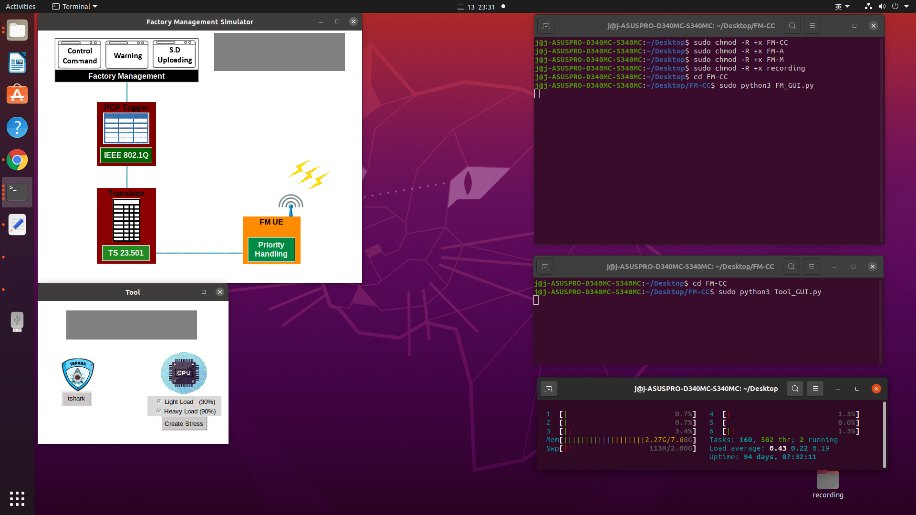 Activities
Terminal
二 13 23:31
英
Factory Management Simulator
Control
Command
Warning
S.D
Uploading
Factory Management
PCP Tagger
IEEE 802.1Q
Translator
TS 23.501
FM UE
Priority
Handling
Tool
tshark
CPU
Light Load (30%)
Heavy Load (90%)
Create Stress
j@j-ASUSPRO-D340MC-S340MC: ~/Desktop/FM-CC
j@j-ASUSPRO-D340MC-S340MC:~/Desktop$ sudo chmod -R +x FM-CC
j@j-ASUSPRO-D340MC-S340MC:~/Desktop$ sudo chmod -R +x FM-CC
j@j-ASUSPRO-D340MC-S340MC:~/Desktop$ sudo chmod -R +x FM-M
j@j-ASUSPRO-D340MC-S340MC:~/Desktop$ sudo chmod -R +x recording
j@j-ASUSPRO-D340MC-S340MC:~/Desktop$ cd FM-CC
j@j-ASUSPRO-D340MC-S340MC:~/Desktop/FM-CC$ sudo python3 FM_GUI.py
j@j-ASUSPRO-D340MC-S340MC: ~/Desktop/FM-CC
j@j-ASUSPRO-D340MC-S340MC:~/Desktop$ cd FM-CC
j@j-ASUSPRO-D340MC-S340MC:~/Desktop/FM-CC$ sudo python3 Tool_GUI.py
j@j-ASUSPRO-D340MC-S340MC: ~/Desktop
1 [| 0.7%] 4 [| 1.3%]
2 [| 0.7%] 5 [ 0.0%]
3 [|| 3.4%] 6 [|| 1.3%]
Mem[||||||||||||||||||||2.27G/7.68G] Tasks: 160, 502 thr; 2 running
Swp[|| 113M/2.00G] Load average: 0.43 0.22 0.19
Uptime: 94 days, 07:32:11
recording